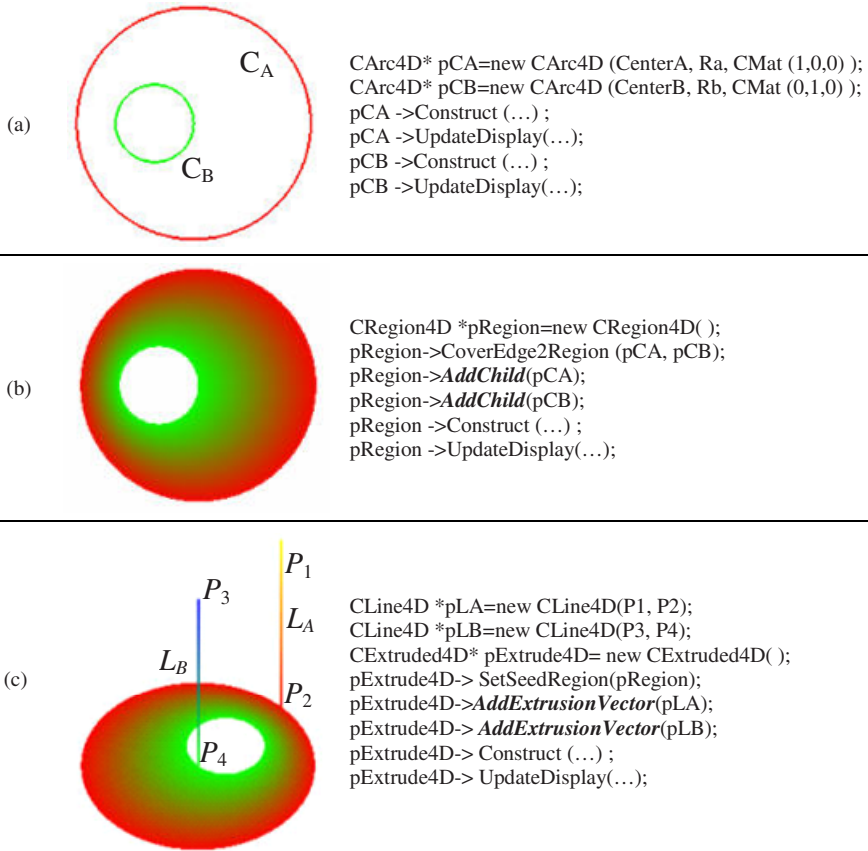 (a)
C_A
C_B
CArc4D* pCA=new CArc4D (CenterA, Ra, CMat (1,0,0) );
CArc4D* pCB=new CArc4D (CenterB, Rb, CMat (0,1,0) );
pCA ->Construct (…) ;
pCA ->UpdateDisplay(…);
pCB ->Construct (…) ;
pCB ->UpdateDisplay(…);
(b)
CRegion4D *pRegion=new CRegion4D( );
pRegion->CoverEdge2Region (pCA, pCB);
pRegion->AddChild(pCA);
pRegion->AddChild(pCB);
pRegion ->Construct (…) ;
pRegion ->UpdateDisplay(…);
(c)
P_1
P_3
L_A
L_B
P_2
P_4
CLine4D *pLA=new CLine4D(P1, P2);
CLine4D *pLB=new CLine4D(P3, P4);
CExtruded4D* pExtrude4D= new CExtruded4D( );
pExtrude4D-> SetSeedRegion(pRegion);
pExtrude4D->AddExtrusionVector(pLA);
pExtrude4D-> AddExtrusionVector(pLB);
pExtrude4D-> Construct (…) ;
pExtrude4D-> UpdateDisplay(…);